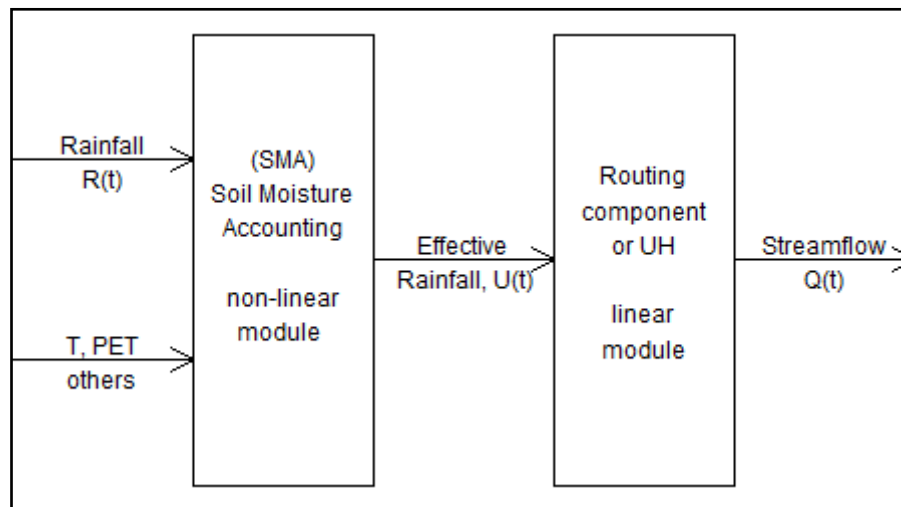 Rainfall
R(t)
T, PET
others
(SMA)
Soil Moisture
Accounting
non-linear
module
Effective
Rainfall, U(t)
Routing
component
or UH
linear
module
Streamflow
Q(t)